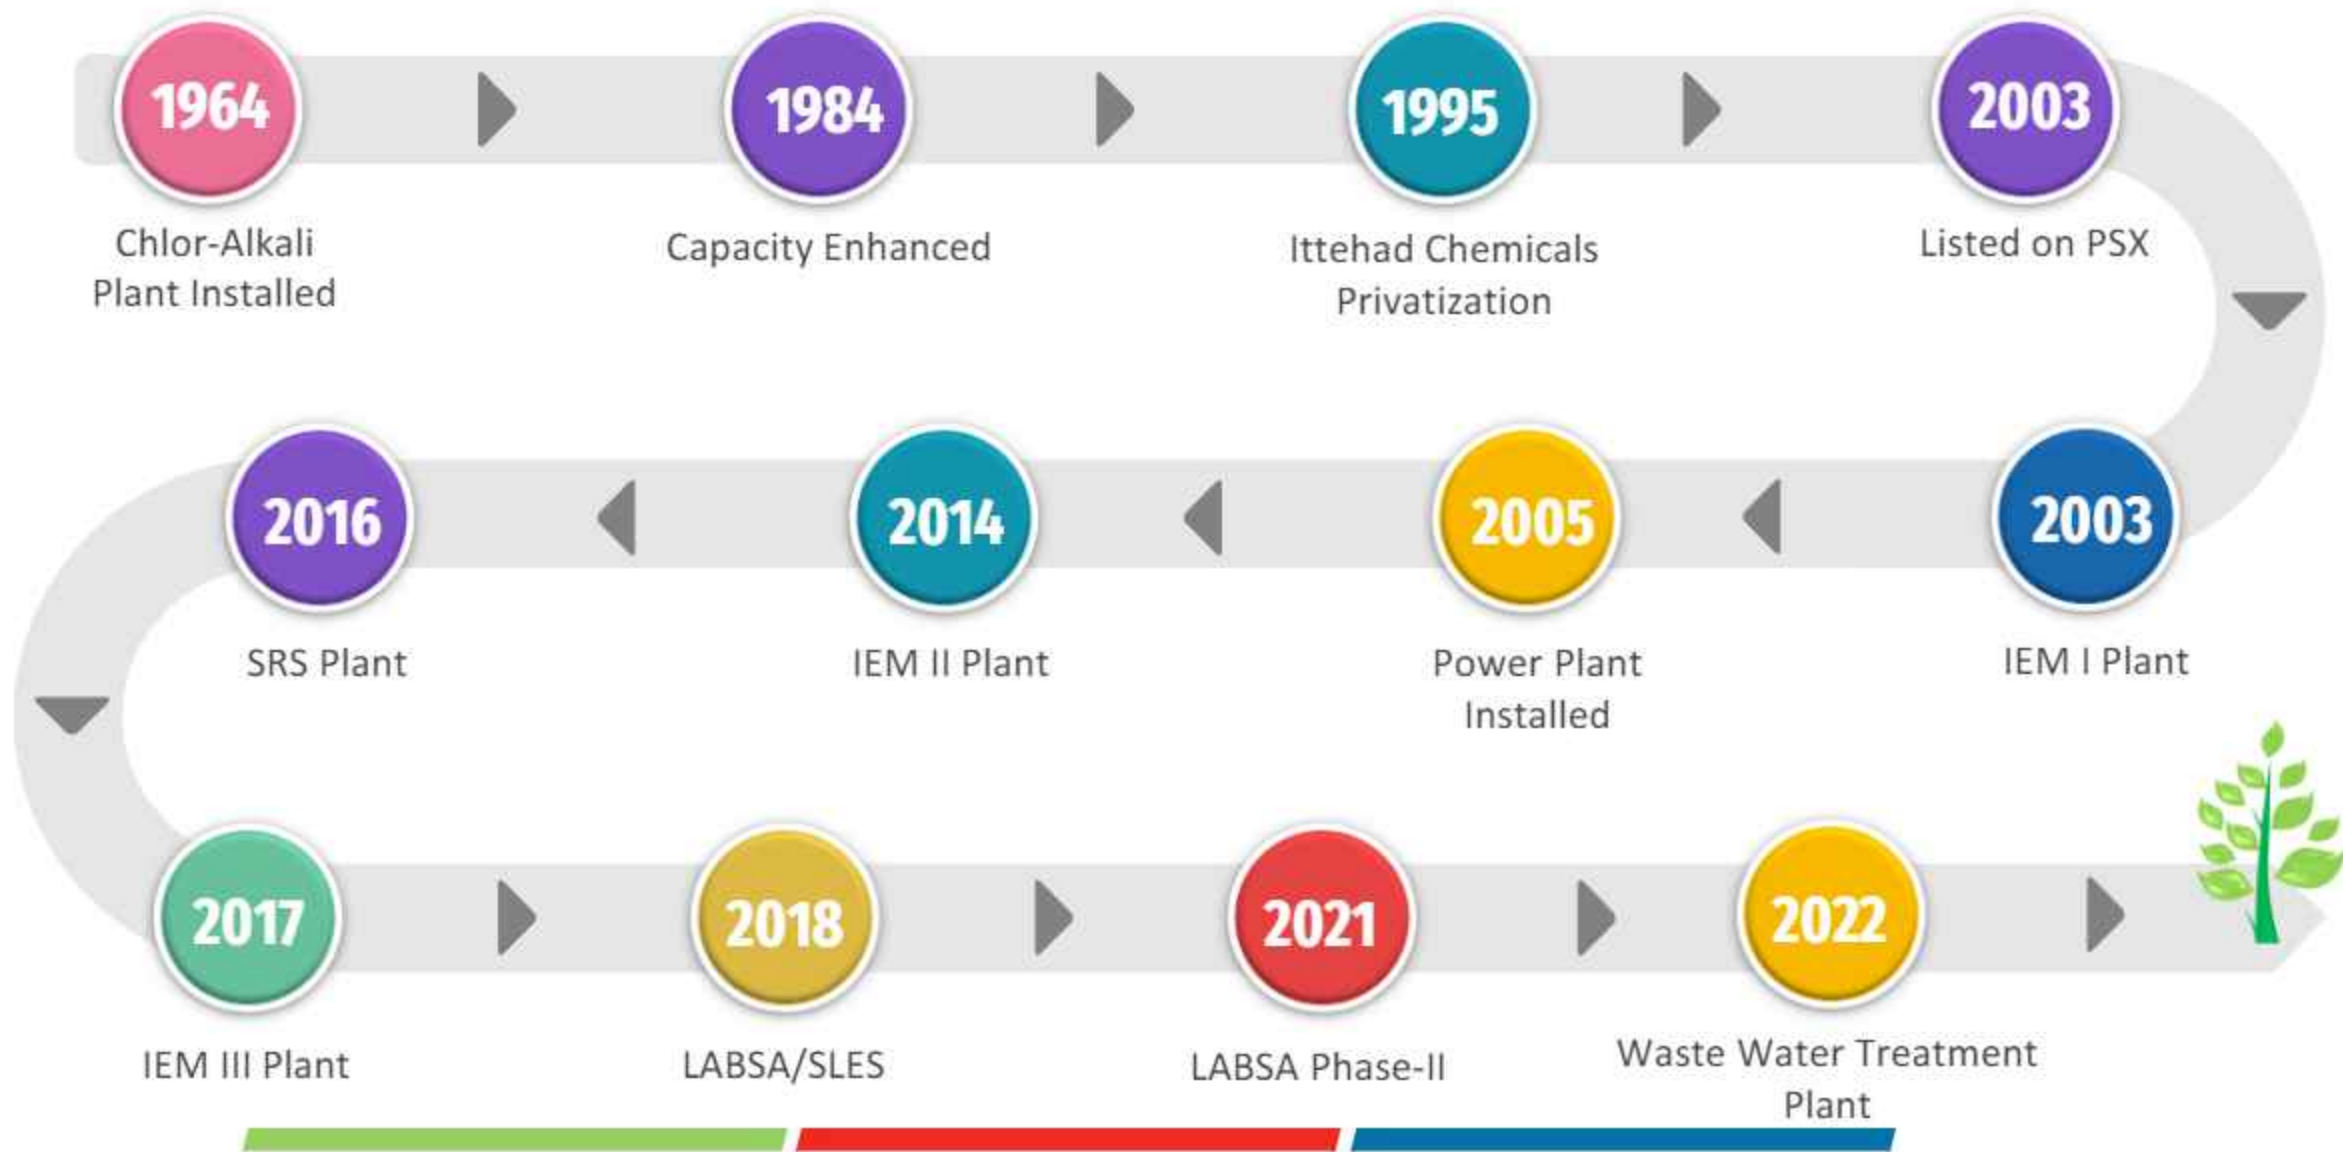 1964
Chlor-Alkali
Plant Installed
1984
Capacity Enhanced
1995
Ittehad Chemicals
Privatization
2003
Listed on PSX
2003
IEM I Plant
2005
Power Plant
Installed
2014
IEM II Plant
2016
SRS Plant
2017
IEM III Plant
2018
LABSA/SLES
2021
LABSA Phase-II
2022
Waste Water Treatment
Plant